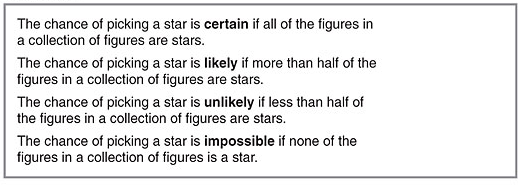 The chance of picking a star is certain if all of the figures in
a collection of figures are stars.
The chance of picking a star is likely if more than half of the
figures in a collection of figures are stars.
The chance of picking a star is unlikely if less than half of
the figures in a collection of figures are stars.
The chance of picking a star is impossible if none of the
figures in a collection of figures is a star.